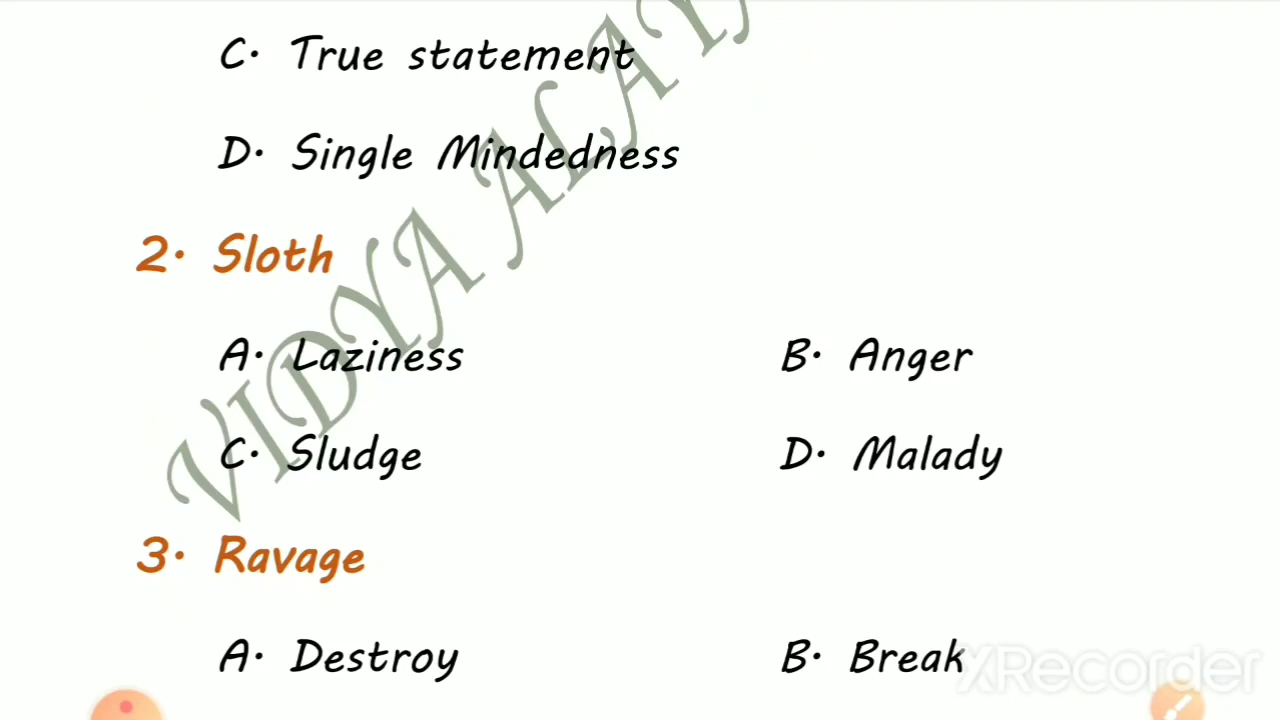 C. True statement
D. Single Mindedness
2. Sloth
A. Laziness B. Anger
C. Sludge D. Malady
3. Ravage
A. Destroy B. Break
VIDYA ALAYA
XRecorder